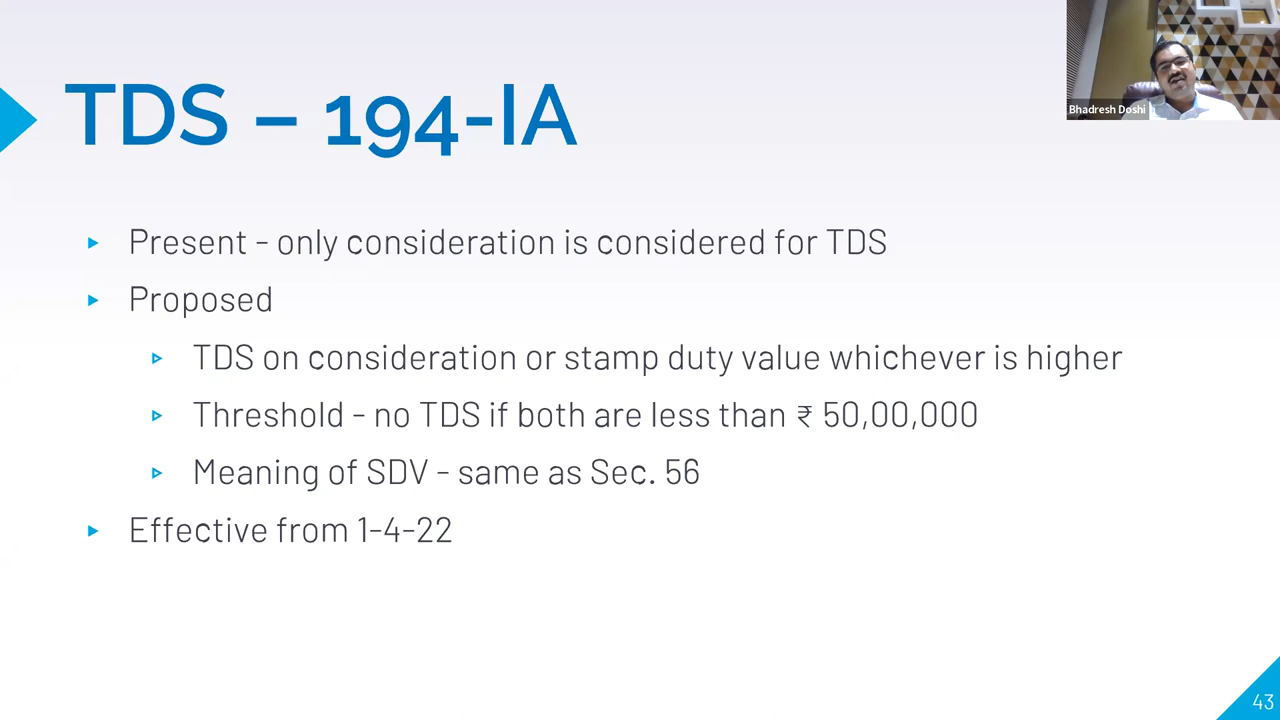 Bhadresh Doshi
TDS – 194-IA
Present - only consideration is considered for TDS
Proposed
TDS on consideration or stamp duty value whichever is higher
Threshold - no TDS if both are less than ₹ 50,00,000
Meaning of SDV - same as Sec. 56
Effective from 1-4-22
43